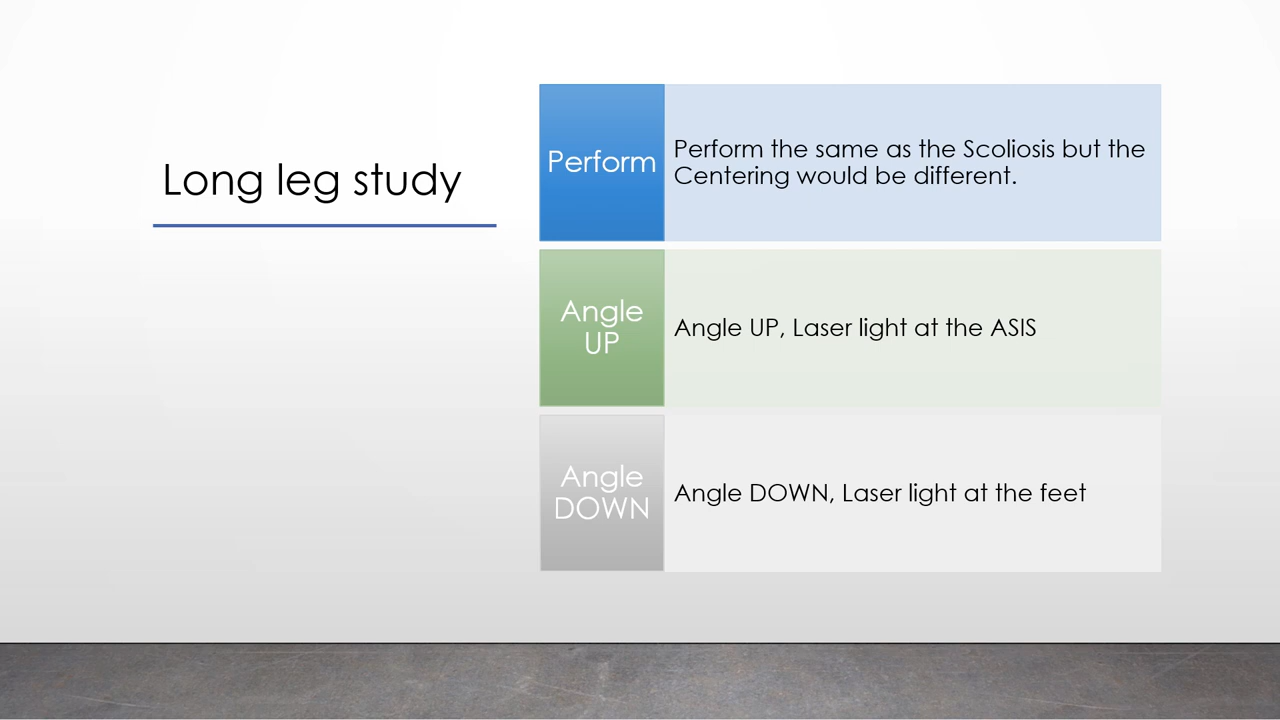 Long leg study
Perform
Perform the same as the Scoliosis but the
Centering would be different.
Angle
UP
Angle UP, Laser light at the ASIS
Angle
DOWN
Angle DOWN, Laser light at the feet